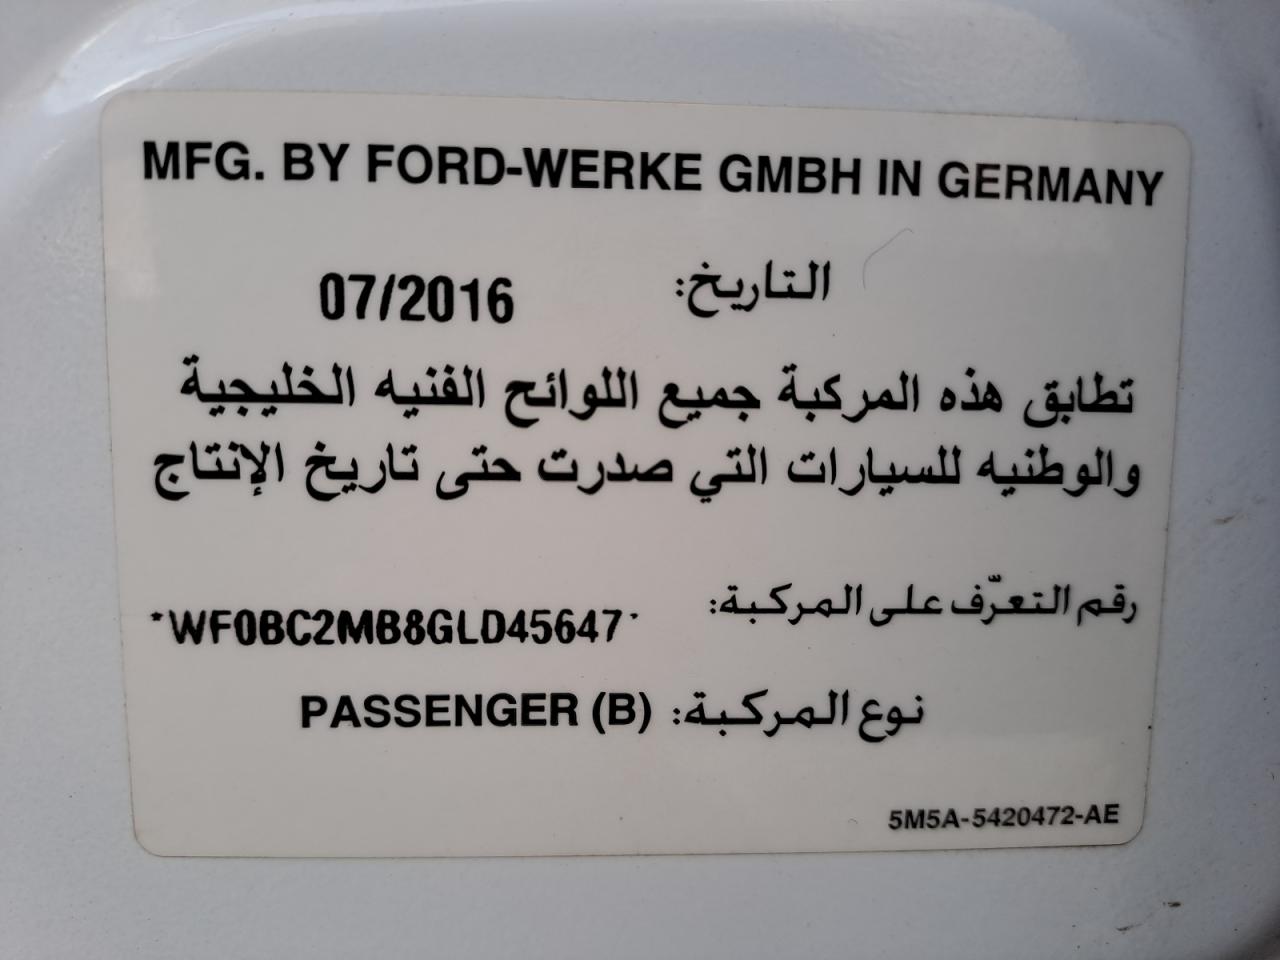 MFG. BY FORD-WERKE GMBH IN GERMANY
التاريخ: 07/2016
تطابق هذه المركبة جميع اللوائح الفنيه الخليجية
والوطنيه للسيارات التي صدرت حتى تاريخ الإنتاج
رقم التعرّف على المركبة: *WF0BC2MB8GLD45647*
نوع المركبة: PASSENGER (B)
5M5A-5420472-AE